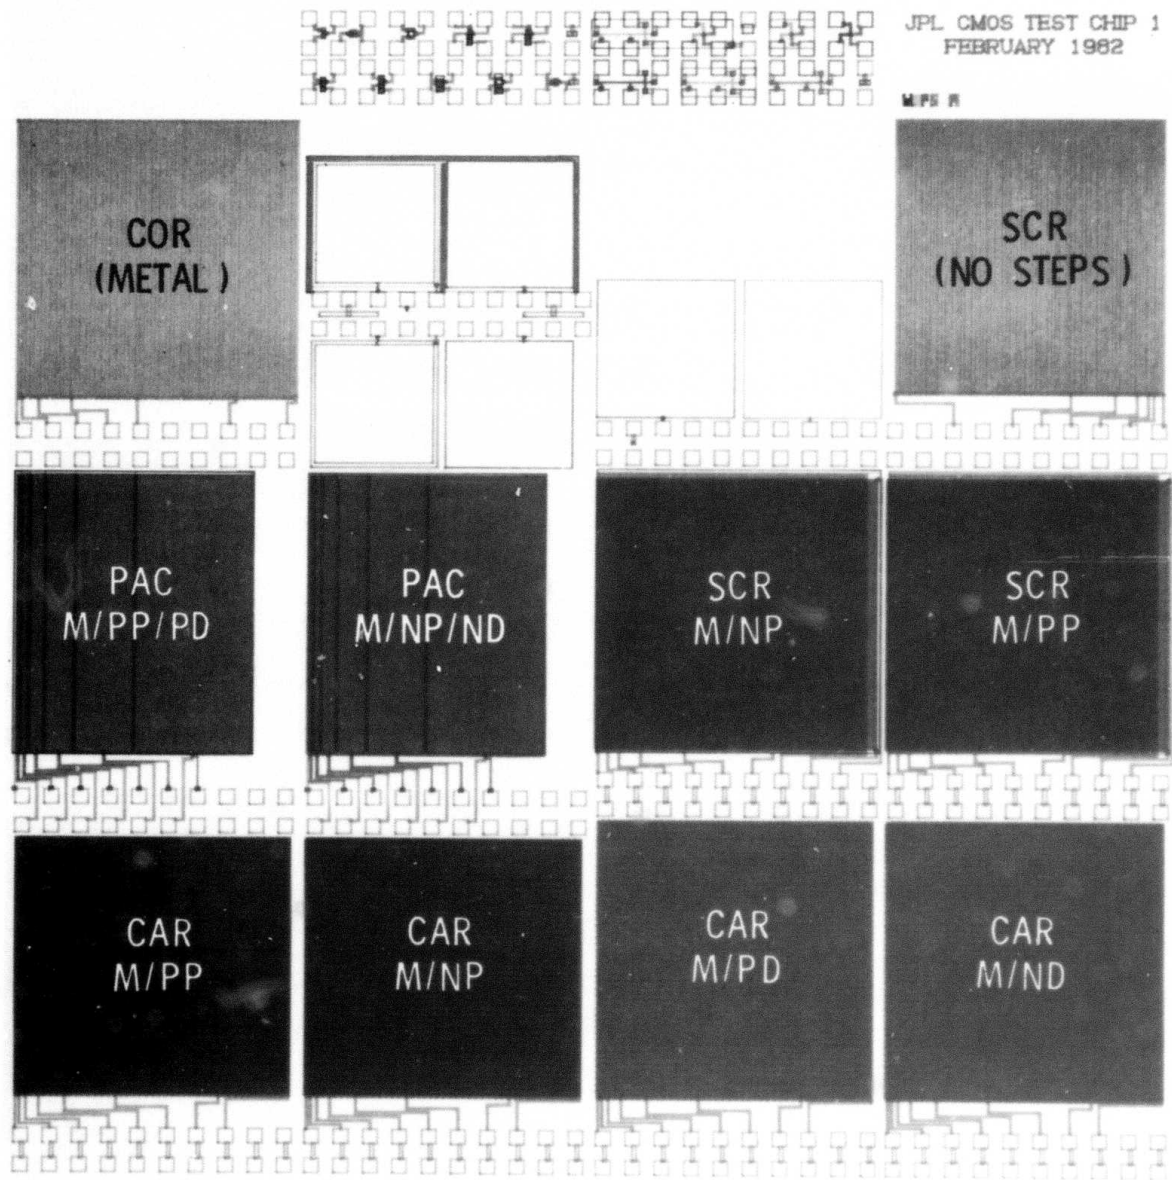 JPL CMOS TEST CHIP 1
FEBRUARY 1982
COR
(METAL)
SCR
(NO STEPS)
PAC
M/PP/PD
PAC
M/NP/ND
SCR
M/NP
SCR
M/PP
CAR
M/PP
CAR
M/NP
CAR
M/PD
CAR
M/ND